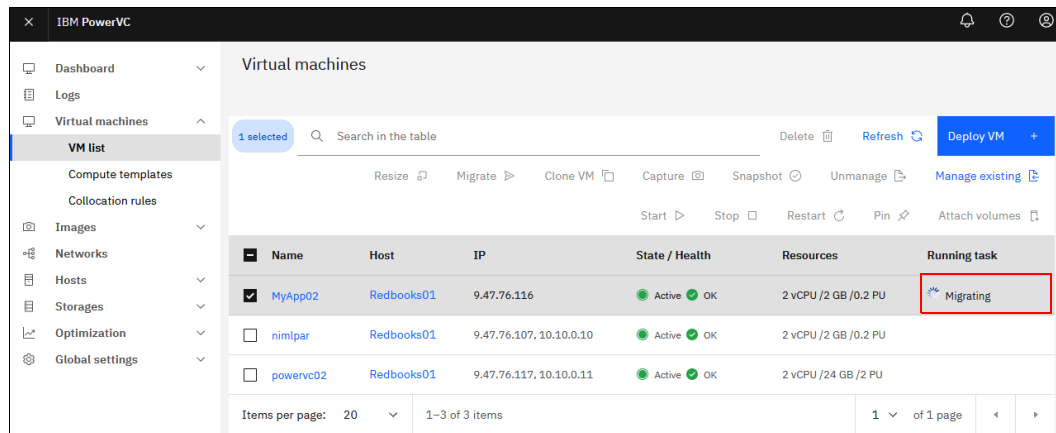 IBM PowerVC
Dashboard
Logs
Virtual machines
VM list
Compute templates
Collocation rules
Images
Networks
Hosts
Storages
Optimization
Global settings
Virtual machines
1 selected Search in the table Delete Refresh Deploy VM +
Resize Migrate Clone VM Capture Snapshot Unmanage Manage existing
Start Stop Restart Pin Attach volumes
Name Host IP State / Health Resources Running task
MyApp02 Redbooks01 9.47.76.116 Active OK 2 vCPU /2 GB /0.2 PU Migrating
nimlpar Redbooks01 9.47.76.107, 10.10.0.10 Active OK 2 vCPU /2 GB /0.2 PU
powervc02 Redbooks01 9.47.76.117, 10.10.0.11 Active OK 2 vCPU /24 GB /2 PU
Items per page: 20 1–3 of 3 items 1 of 1 page